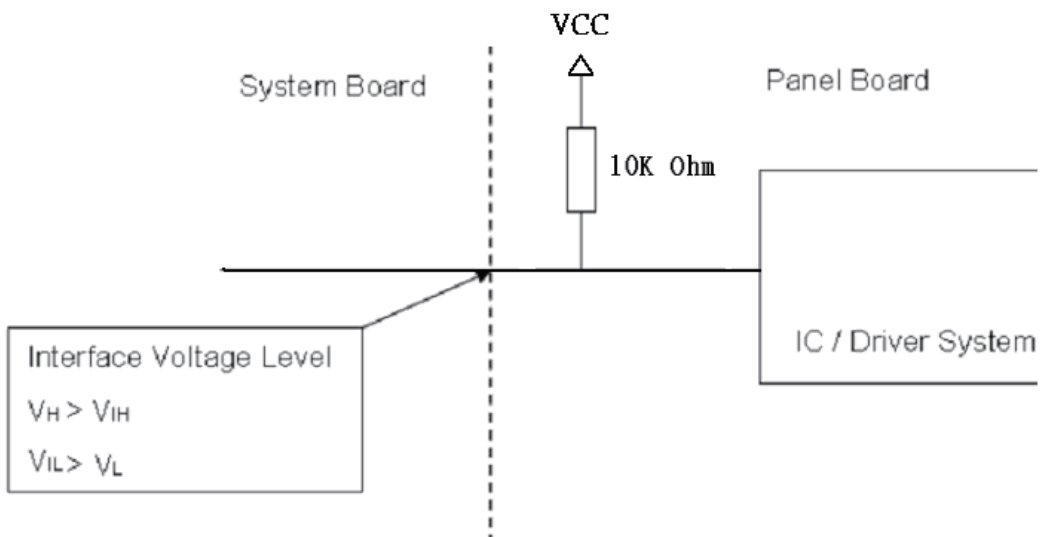 VCC
System Board
Panel Board
10K Ohm
Interface Voltage Level
VH > VIH
VIL> VL
IC / Driver System